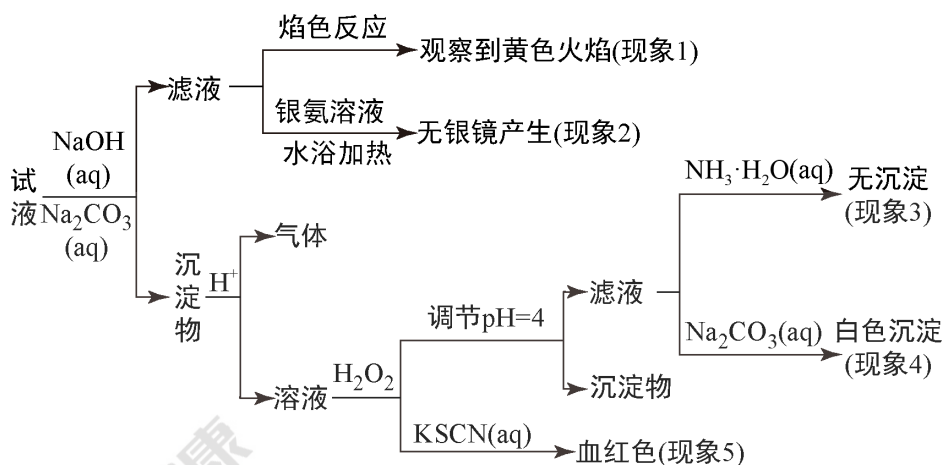 焰色反应
观察到黄色火焰(现象1)
滤液
银氨溶液
水浴加热
无银镜产生(现象2)
NaOH
(aq)
试
液
Na₂CO₃
(aq)
NH₃·H₂O(aq)
无沉淀
(现象3)
气体
沉
淀
物
H⁺
滤液
调节pH=4
Na₂CO₃(aq)
白色沉淀
(现象4)
溶液
H₂O₂
沉淀物
KSCN(aq)
血红色(现象5)
康